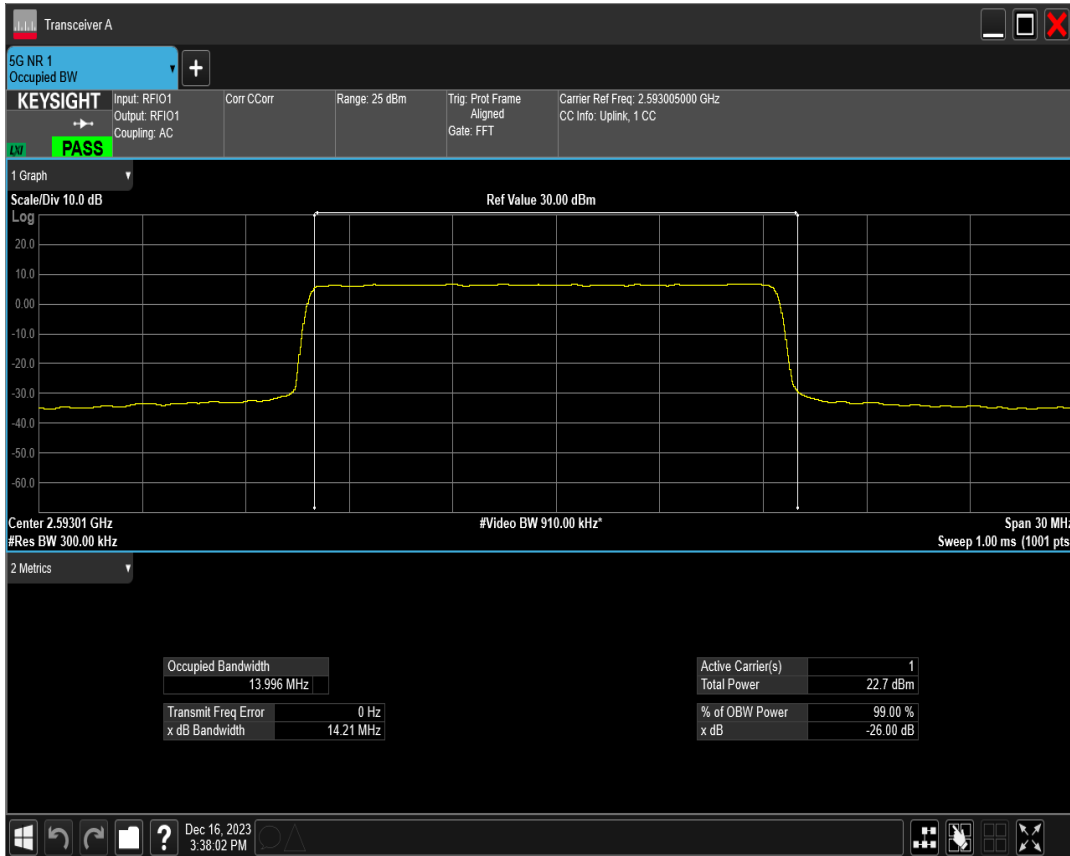 Transceiver A
5G NR 1
Occupied BW
+
KEYSIGHT
LXI
PASS
Input: RFIO1
Output: RFIO1
Coupling: AC
Corr CCorr
Range: 25 dBm
Trig: Prot Frame
Aligned
Gate: FFT
Carrier Ref Freq: 2.593005000 GHz
CC Info: Uplink, 1 CC
1 Graph
Scale/Div 10.0 dB
Ref Value 30.00 dBm
Log
20.0
10.0
0.00
-10.0
-20.0
-30.0
-40.0
-50.0
-60.0
Center 2.59301 GHz
#Video BW 910.00 kHz*
Span 30 MHz
#Res BW 300.00 kHz
Sweep 1.00 ms (1001 pts
2 Metrics
Occupied Bandwidth
13.996 MHz
Transmit Freq Error 0 Hz
x dB Bandwidth 14.21 MHz
Active Carrier(s) 1
Total Power 22.7 dBm
% of OBW Power 99.00 %
x dB -26.00 dB
?
Dec 16, 2023
3:38:02 PM